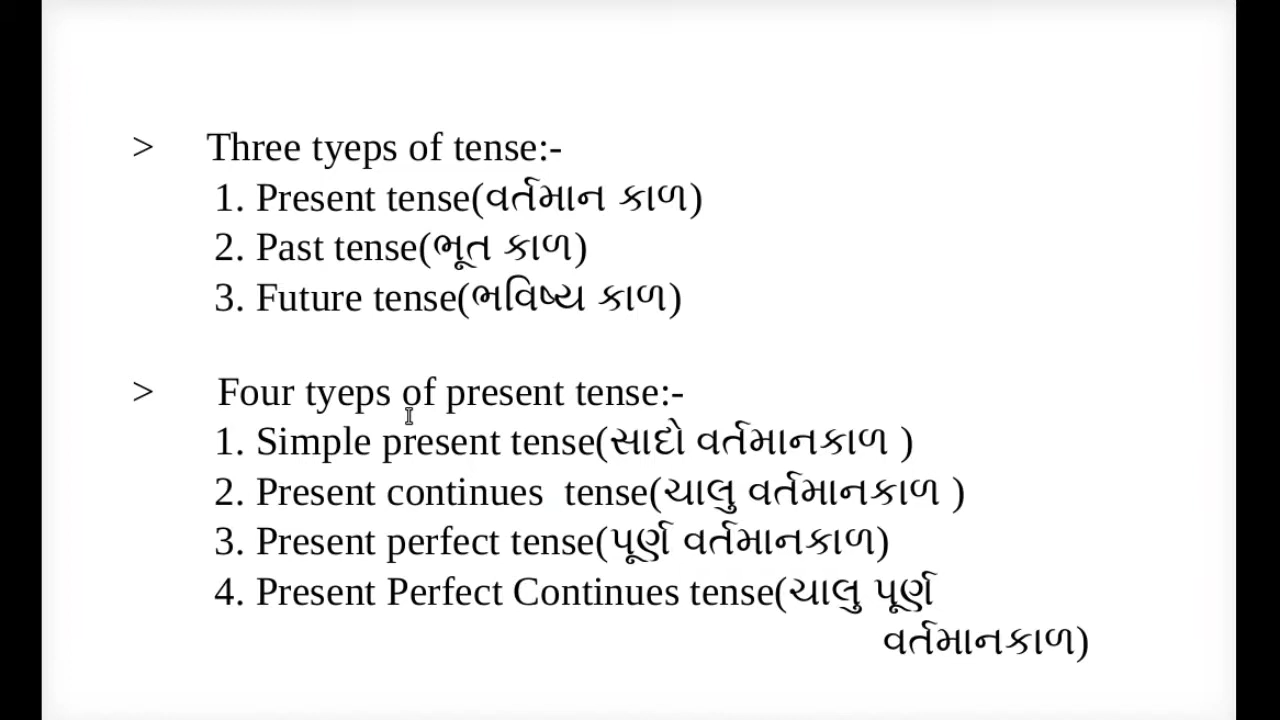 > Three tyeps of tense:-
1. Present tense(વર્તમાન કાળ)
2. Past tense(ભૂત કાળ)
3. Future tense(ભવિષ્ય કાળ)
> Four tyeps of present tense:-
1. Simple present tense(સાદો વર્તમાનકાળ )
2. Present continues  tense(ચાલુ વર્તમાનકાળ )
3. Present perfect tense(પૂર્ણ વર્તમાનકાળ)
4. Present Perfect Continues tense(ચાલુ પૂર્ણ
વર્તમાનકાળ)